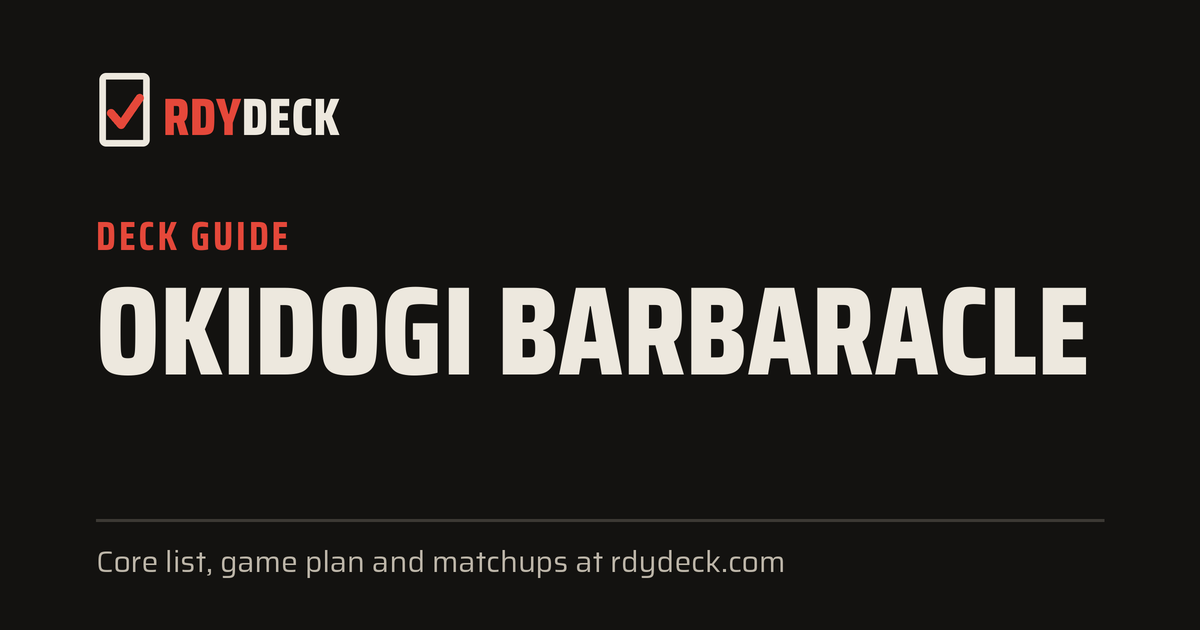 RDYDECK
DECK GUIDE
OKIDOGI BARBARACLE
Core list, game plan and matchups at rdydeck.com